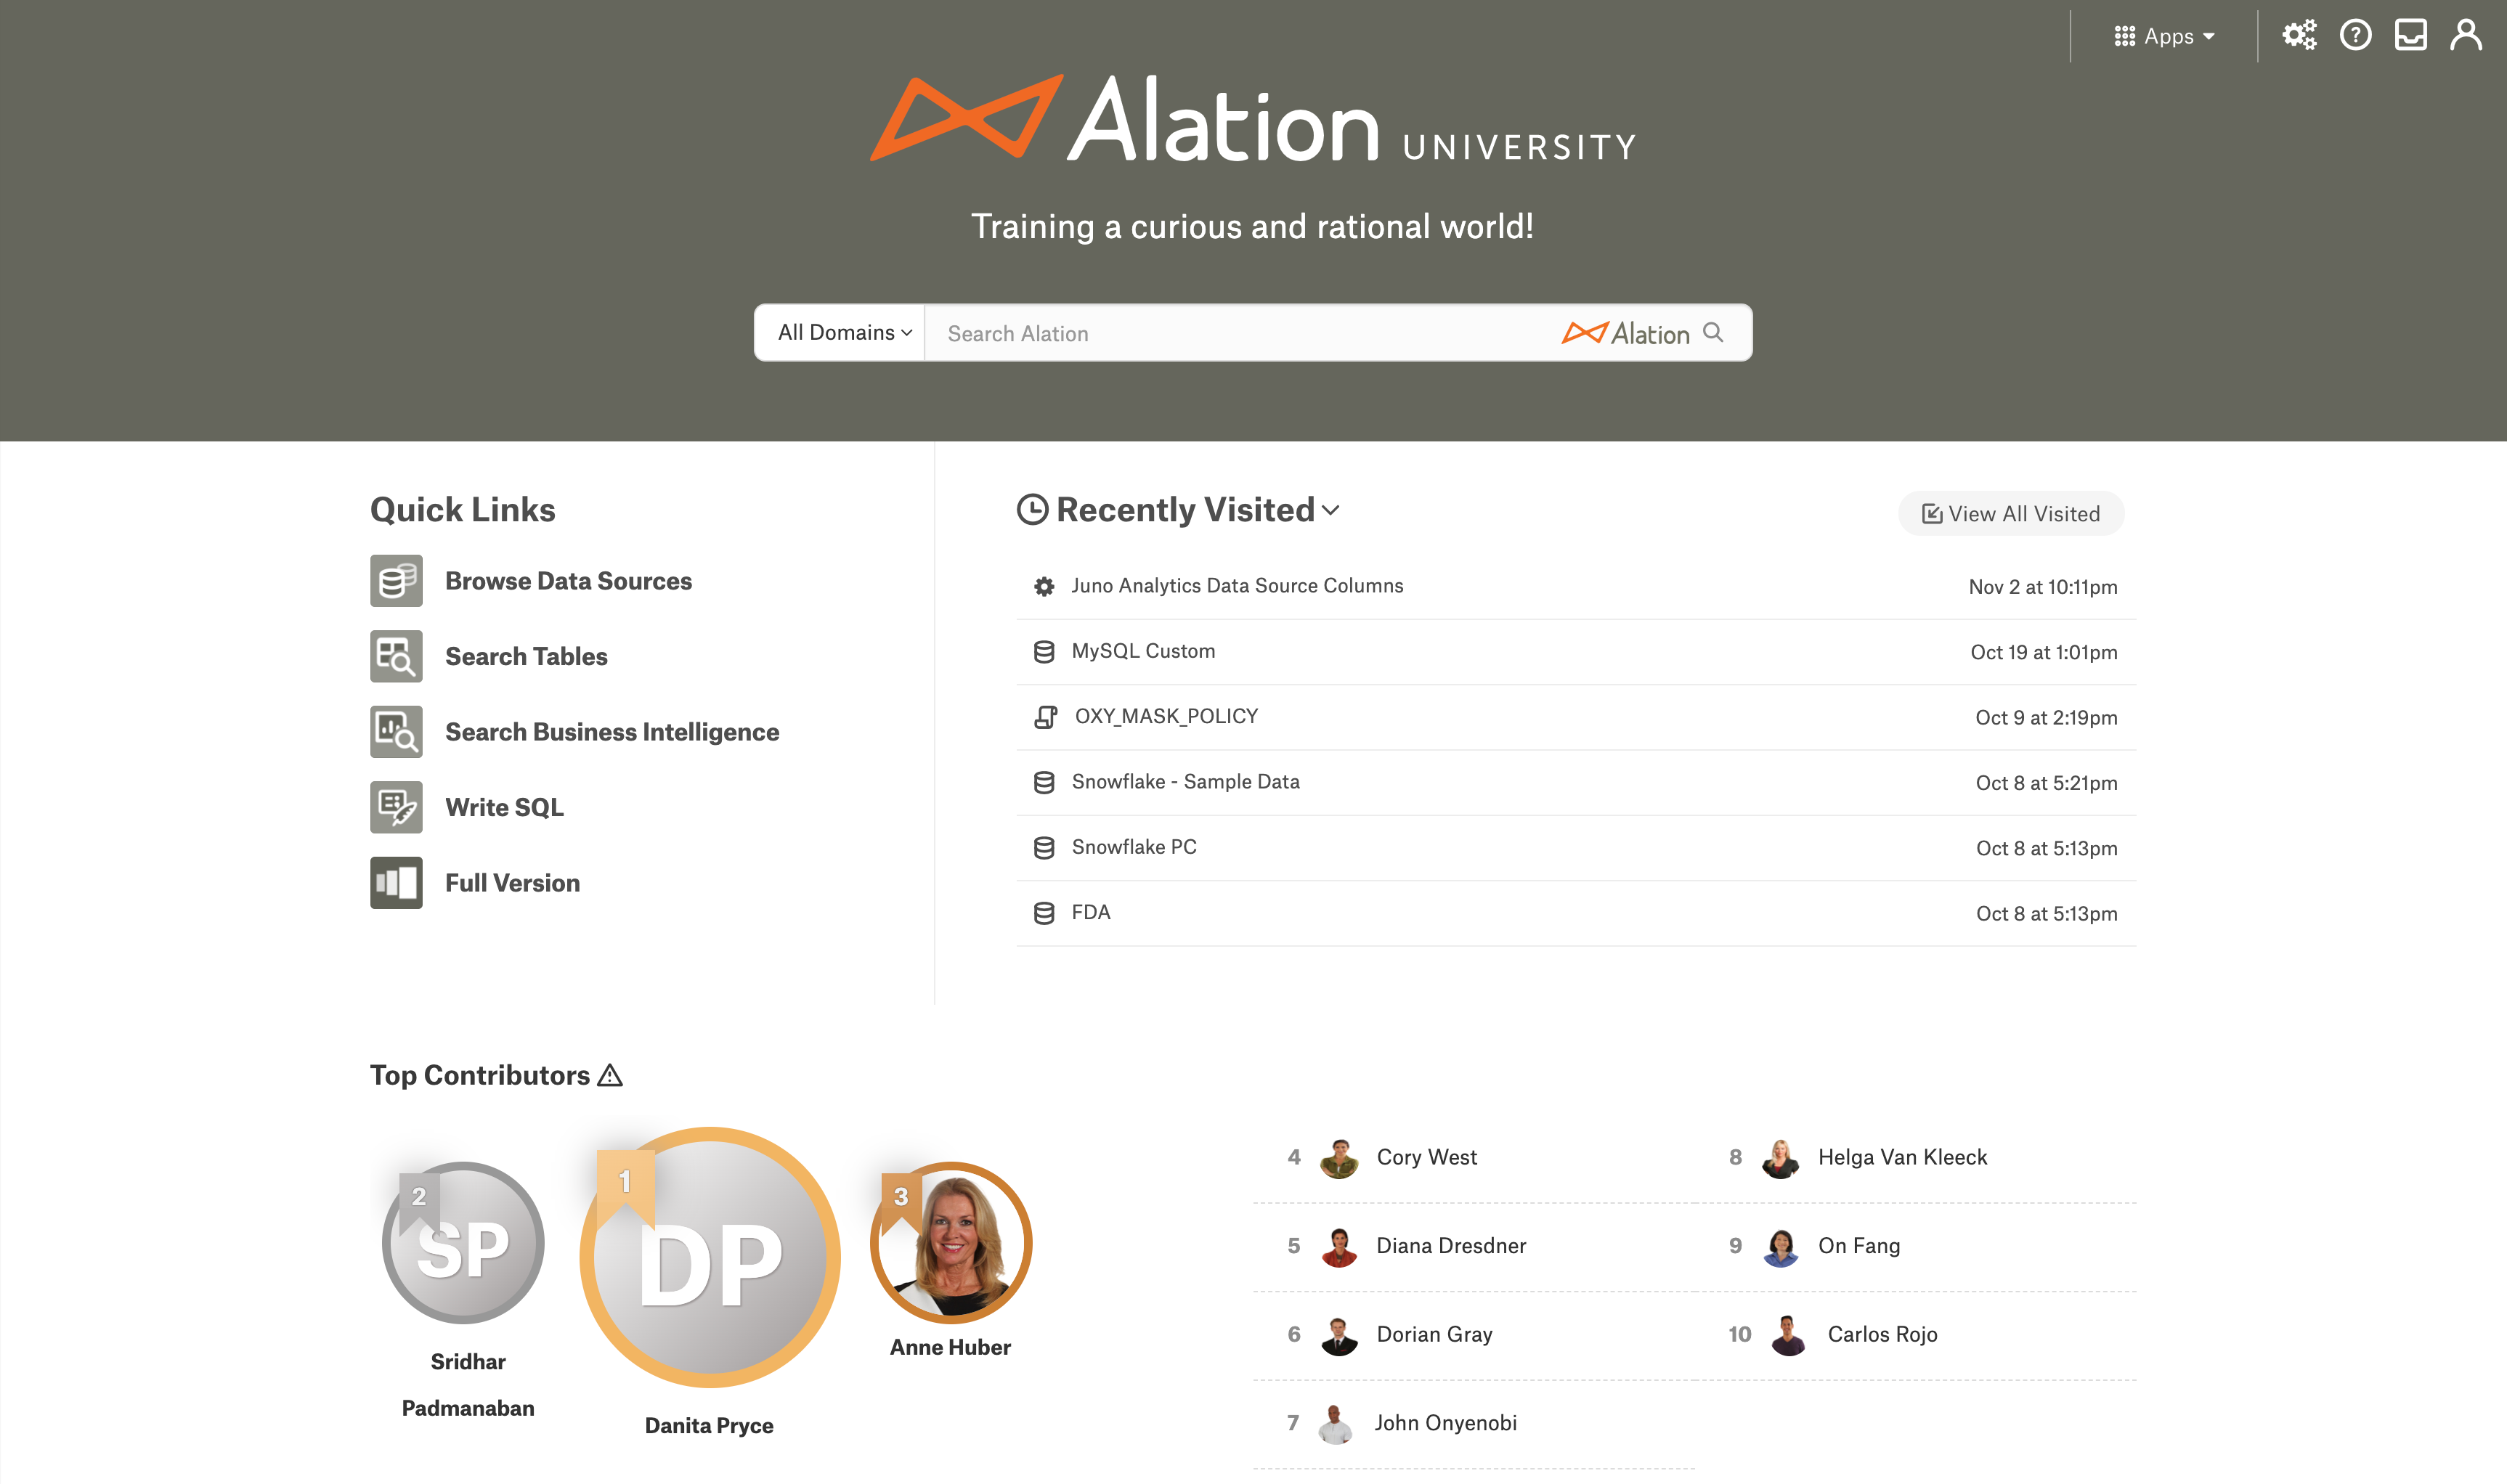 Apps
Alation UNIVERSITY
Training a curious and rational world!
All Domains
Search Alation
Alation
Quick Links
Browse Data Sources
Search Tables
Search Business Intelligence
Write SQL
Full Version
Recently Visited
View All Visited
Juno Analytics Data Source Columns Nov 2 at 10:11pm
MySQL Custom Oct 19 at 1:01pm
OXY_MASK_POLICY Oct 9 at 2:19pm
Snowflake - Sample Data Oct 8 at 5:21pm
Snowflake PC Oct 8 at 5:13pm
FDA Oct 8 at 5:13pm
Top Contributors
2
SP
Sridhar
Padmanaban
1
DP
Danita Pryce
3
Anne Huber
4 Cory West
5 Diana Dresdner
6 Dorian Gray
7 John Onyenobi
8 Helga Van Kleeck
9 On Fang
10 Carlos Rojo